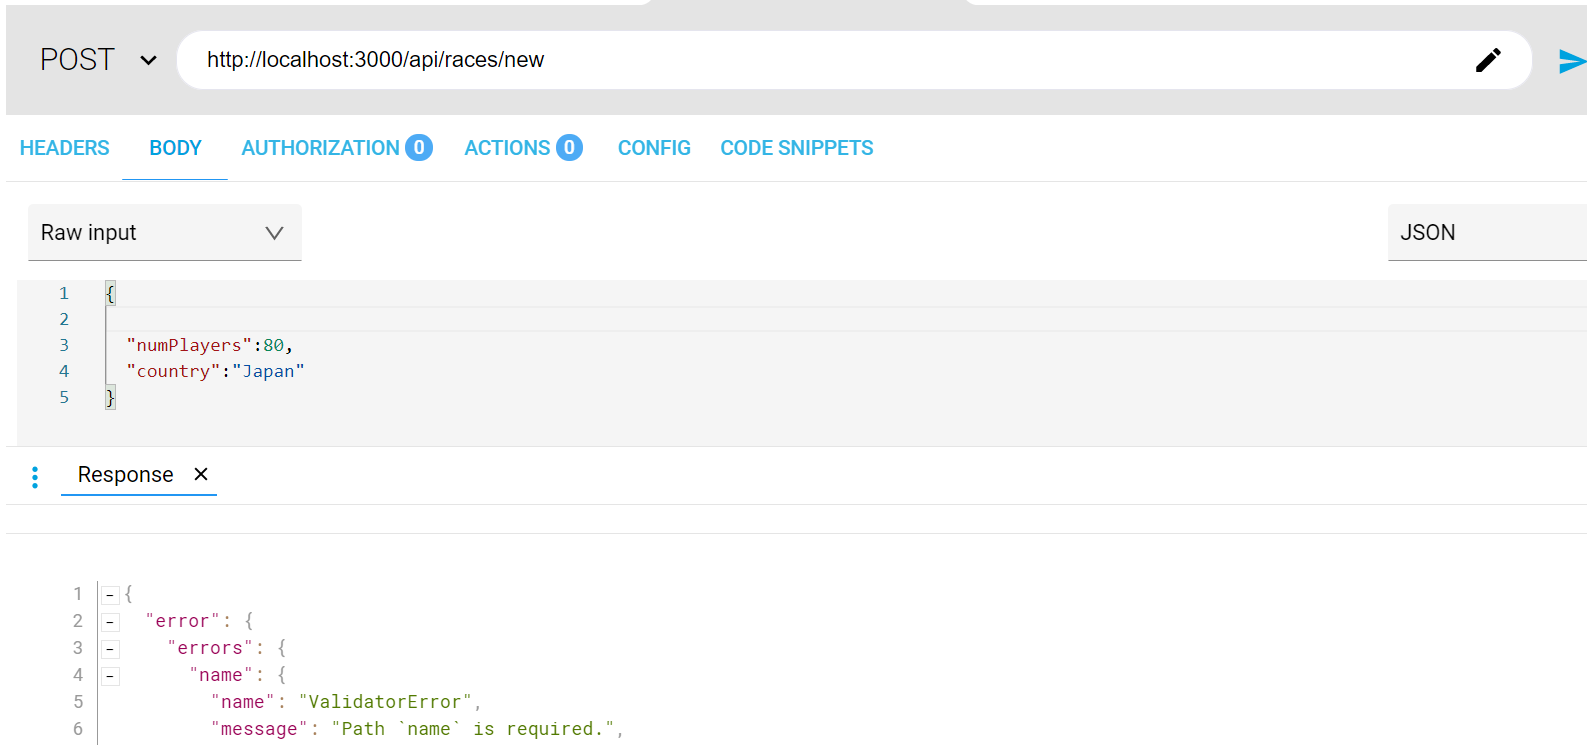 POST http://localhost:3000/api/races/new
HEADERS BODY AUTHORIZATION 0 ACTIONS 0 CONFIG CODE SNIPPETS
Raw input JSON
1 {
2
3 "numPlayers":80,
4 "country":"Japan"
5 }
Response
1 {
2 "error": {
3 "errors": {
4 "name": {
5 "name": "ValidatorError",
6 "message": "Path `name` is required.",